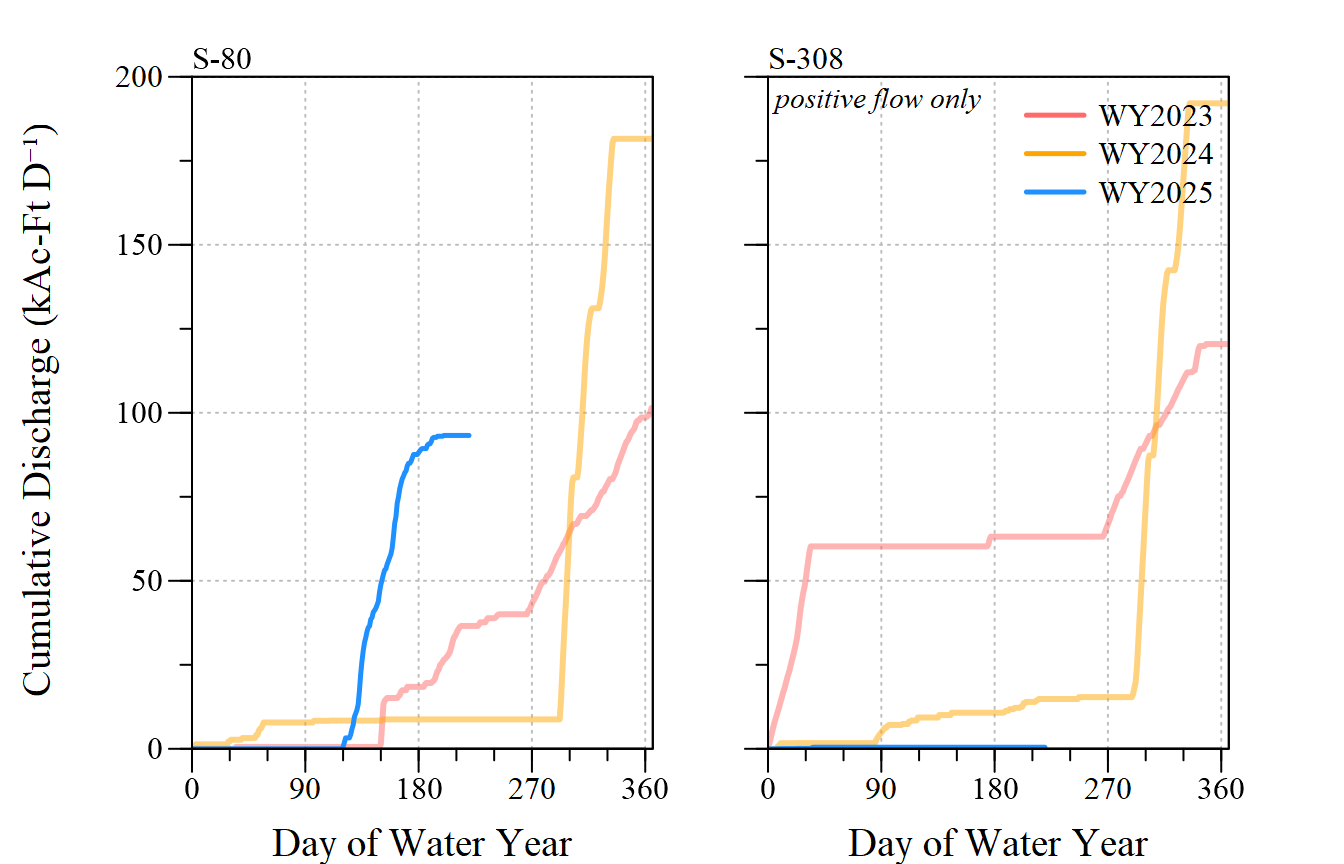 S-80
S-308
200
150
100
50
0
Cumulative Discharge (kAc-Ft D⁻¹)
positive flow only
WY2023
WY2024
WY2025
0 90 180 270 360
0 90 180 270 360
Day of Water Year
Day of Water Year